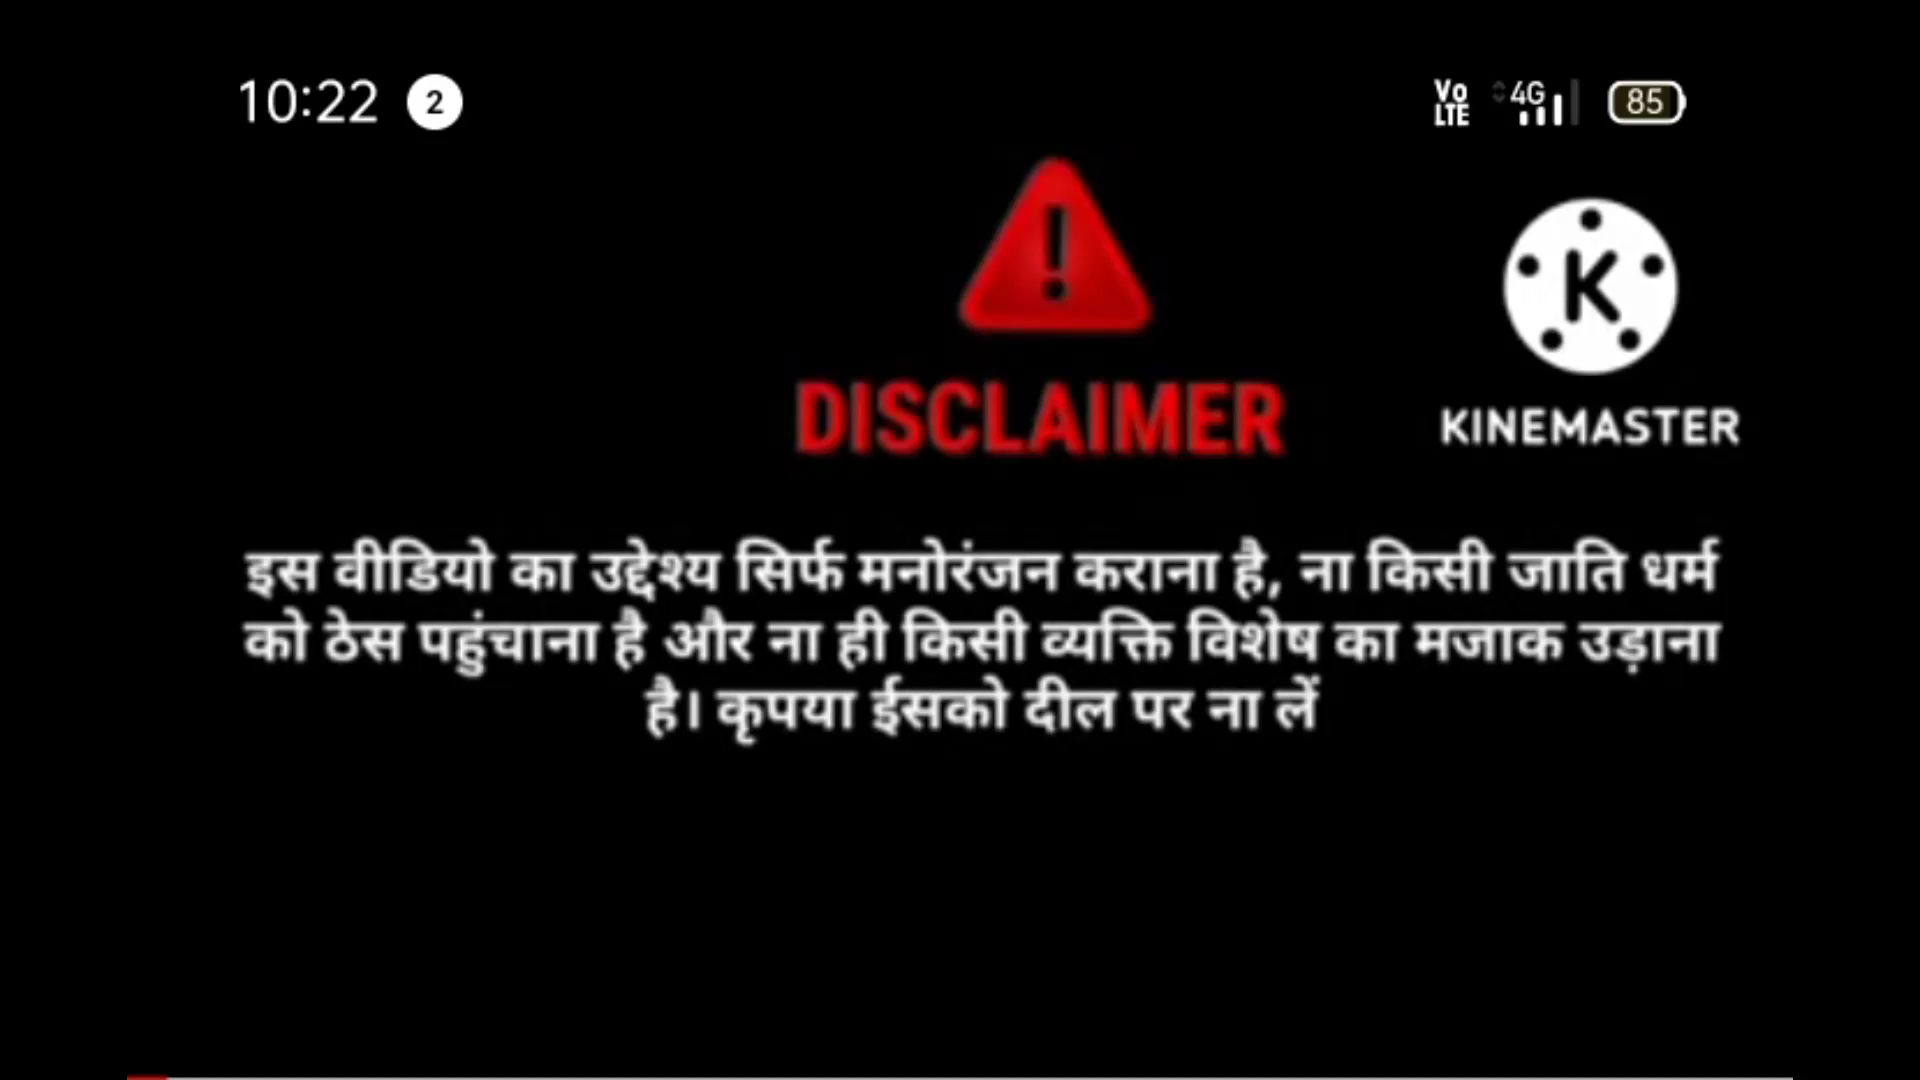 10:22 2 Vo LTE 4G 85
K
DISCLAIMER
KINEMASTER
इस वीडियो का उद्देश्य सिर्फ मनोरंजन कराना है, ना किसी जाति धर्म
को ठेस पहुंचाना है और ना ही किसी व्यक्ति विशेष का मजाक उड़ाना
है। कृपया ईसको दील पर ना लें